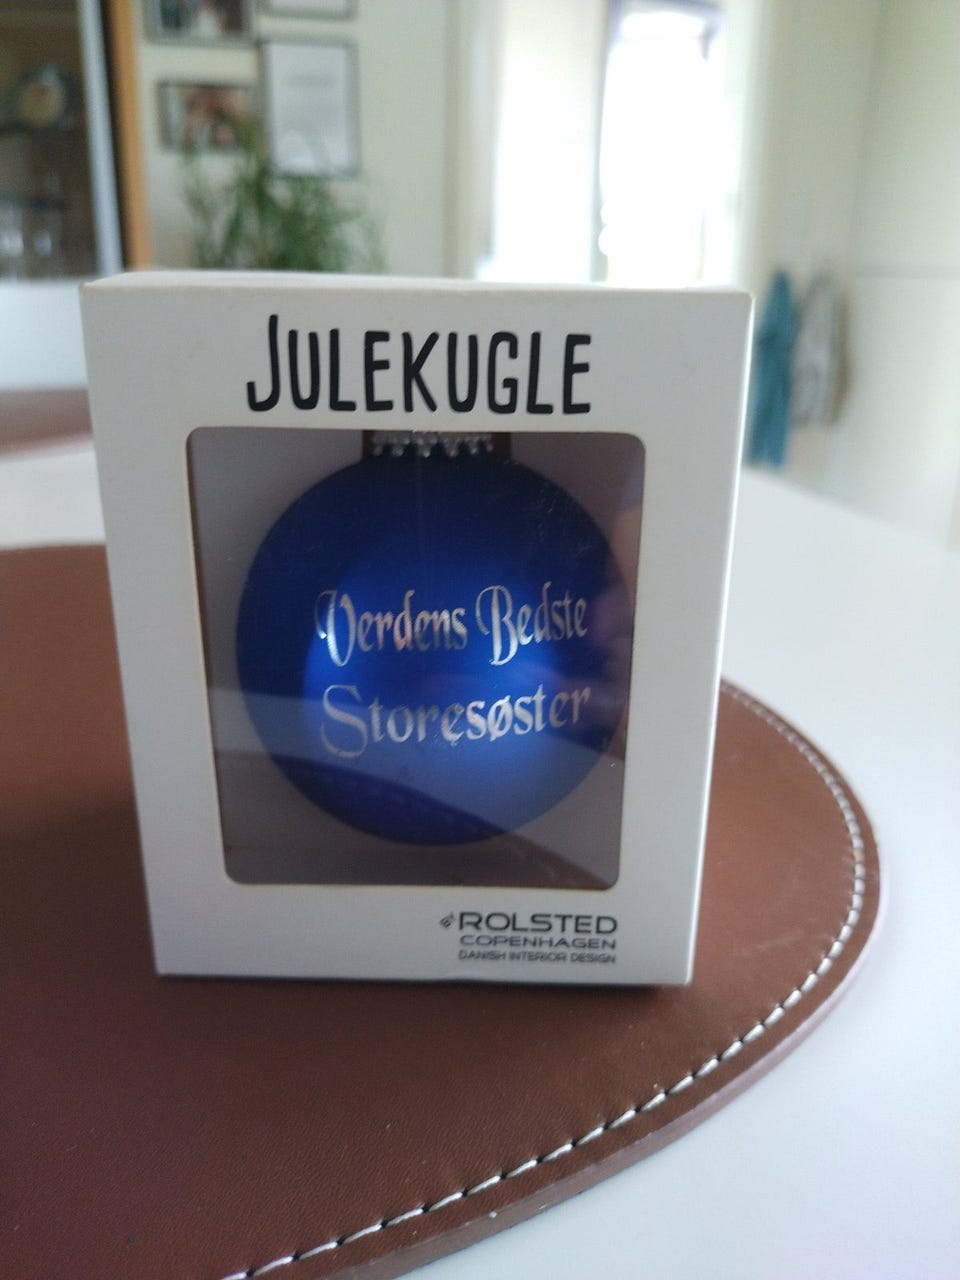 JULEKUGLE
Verdens Bedste
Storesøster
ROLSTED
COPENHAGEN
DANISH INTERIOR DESIGN